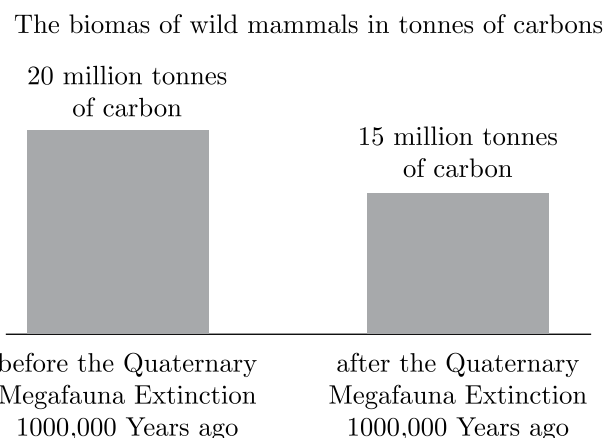 The biomas of wild mammals in tonnes of carbons
20 million tonnes
of carbon
15 million tonnes
of carbon
before the Quaternary
Megafauna Extinction
1000,000 Years ago
after the Quaternary
Megafauna Extinction
1000,000 Years ago